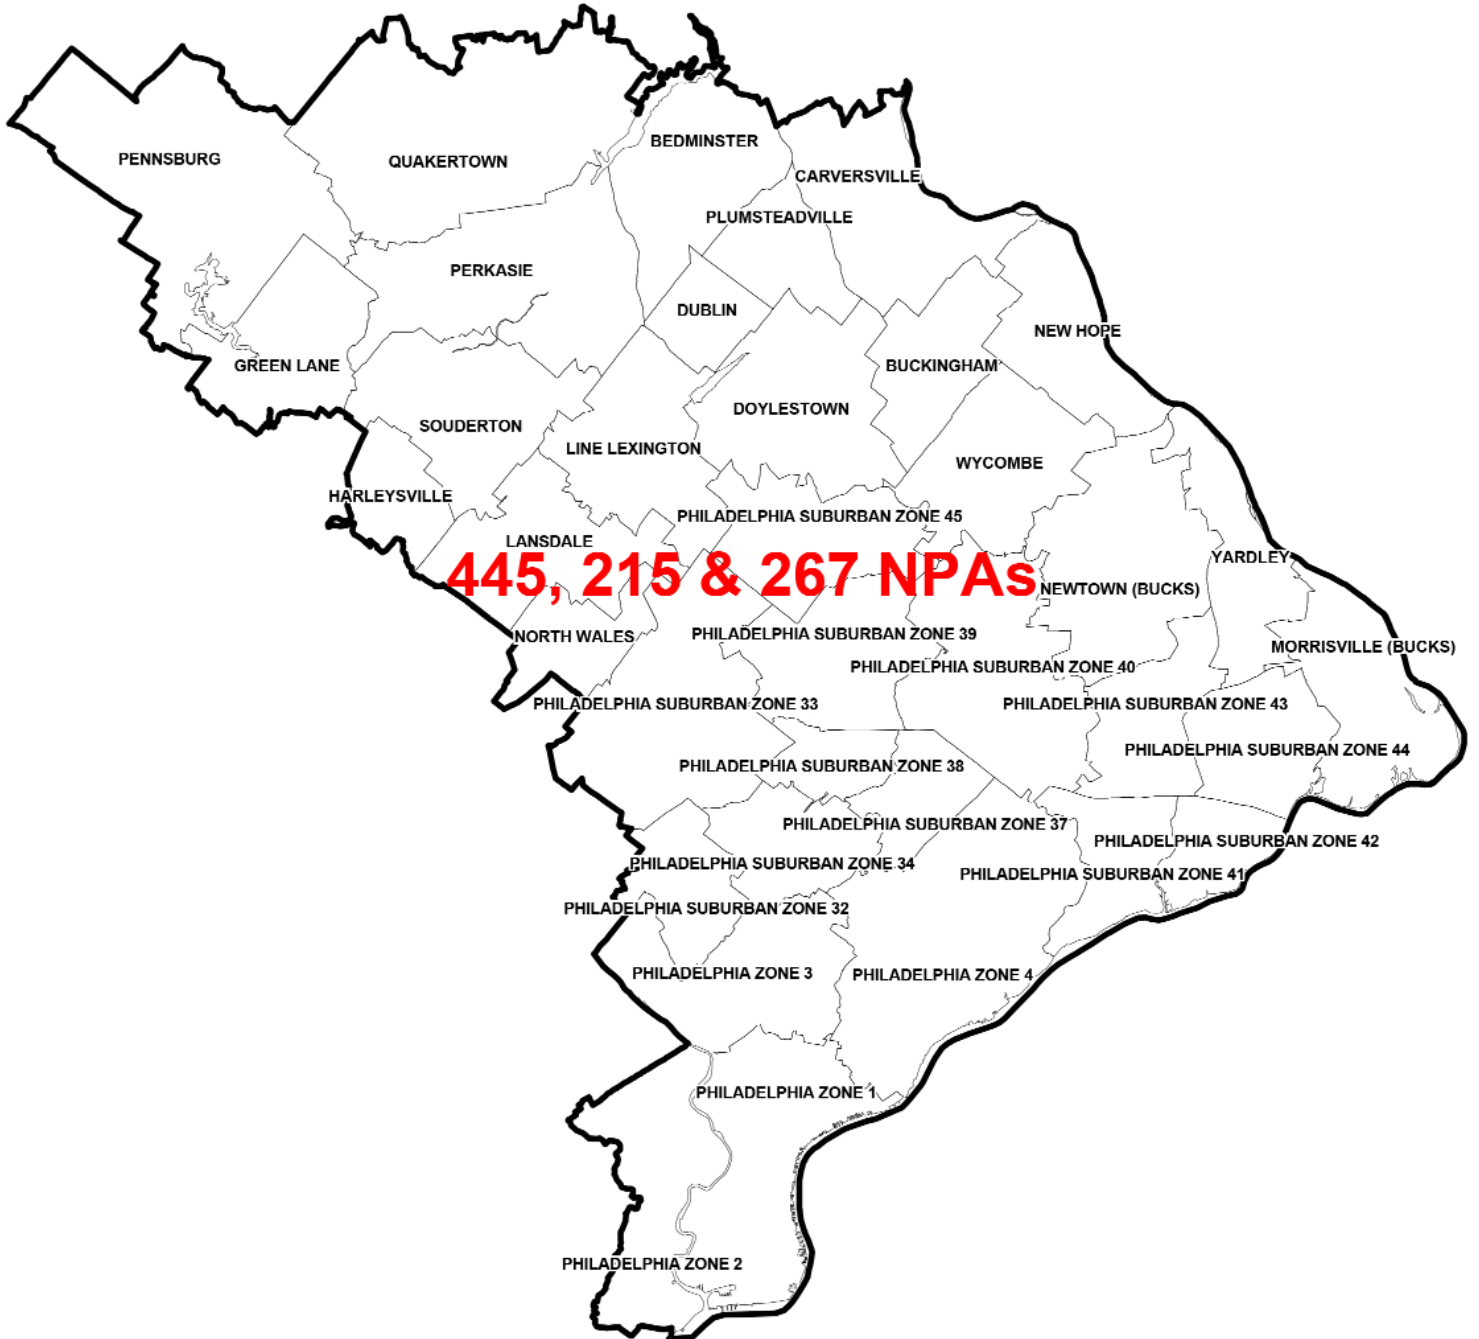 BEDMINSTER
PENNSBURG
QUAKERTOWN
CARVERSVILLE
PLUMSTEADVILLE
PERKASIE
DUBLIN
NEW HOPE
GREEN LANE
BUCKINGHAM
DOYLESTOWN
SOUDERTON
LINE LEXINGTON
WYCOMBE
HARLEYSVILLE
PHILADELPHIA SUBURBAN ZONE 45
LANSDALE
YARDLEY
445, 215 & 267 NPAs
NEWTOWN (BUCKS)
NORTH WALES
PHILADELPHIA SUBURBAN ZONE 39
MORRISVILLE (BUCKS)
PHILADELPHIA SUBURBAN ZONE 40
PHILADELPHIA SUBURBAN ZONE 33
PHILADELPHIA SUBURBAN ZONE 43
PHILADELPHIA SUBURBAN ZONE 44
PHILADELPHIA SUBURBAN ZONE 38
PHILADELPHIA SUBURBAN ZONE 37
PHILADELPHIA SUBURBAN ZONE 42
PHILADELPHIA SUBURBAN ZONE 34
PHILADELPHIA SUBURBAN ZONE 41
PHILADELPHIA SUBURBAN ZONE 32
PHILADELPHIA ZONE 3
PHILADELPHIA ZONE 4
PHILADELPHIA ZONE 1
PHILADELPHIA ZONE 2